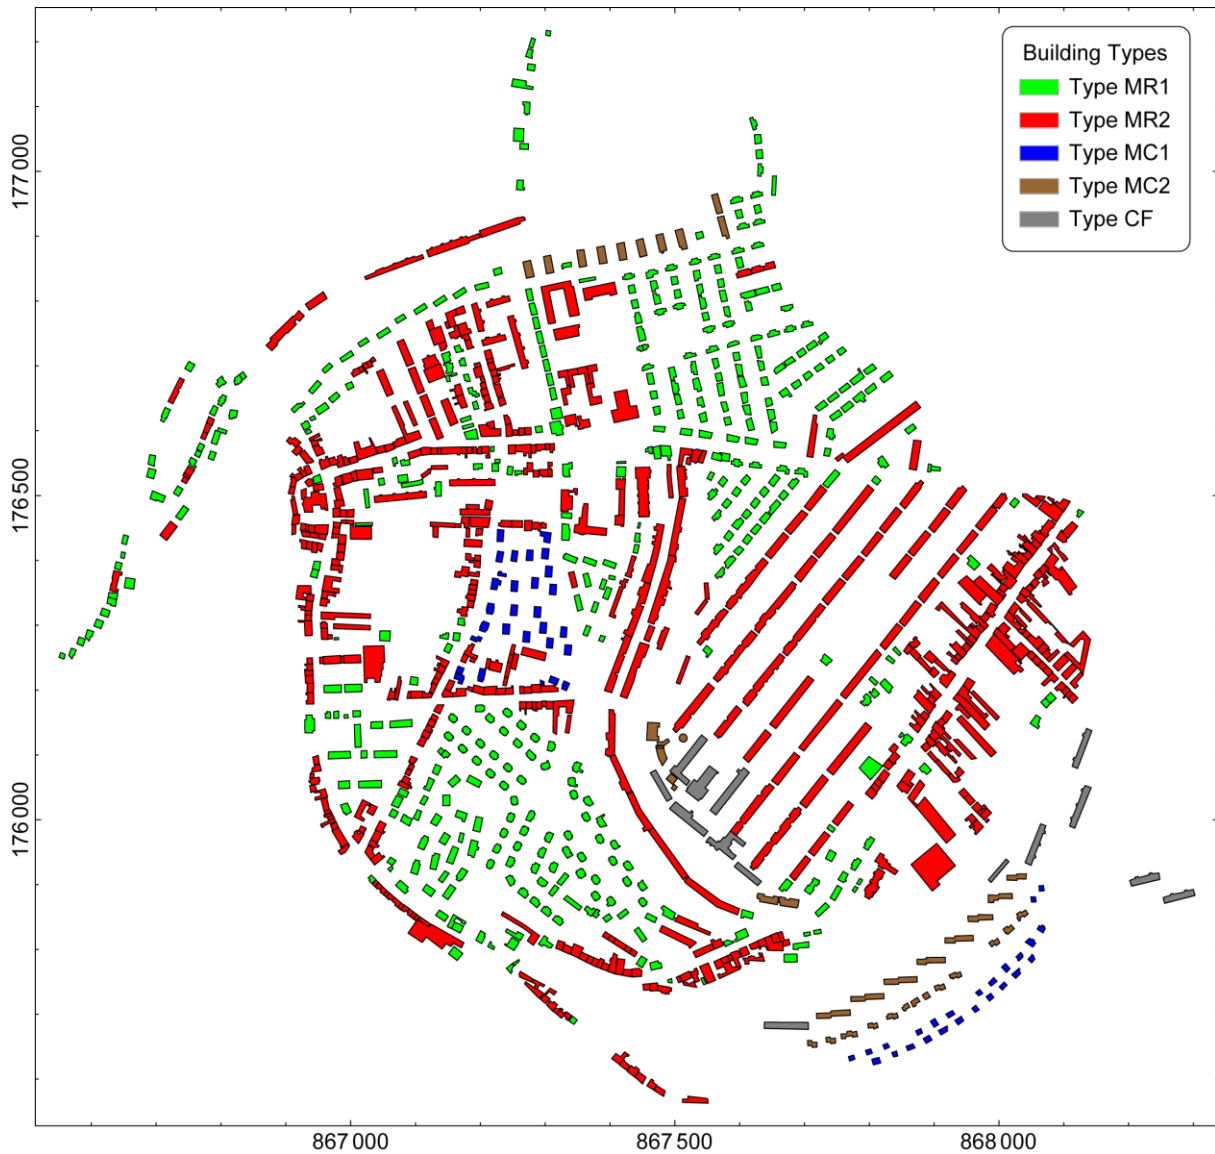 Building Types
Type MR1
Type MR2
Type MC1
Type MC2
Type CF
177 000
176 500
176 000
867 000
867 500
868 000